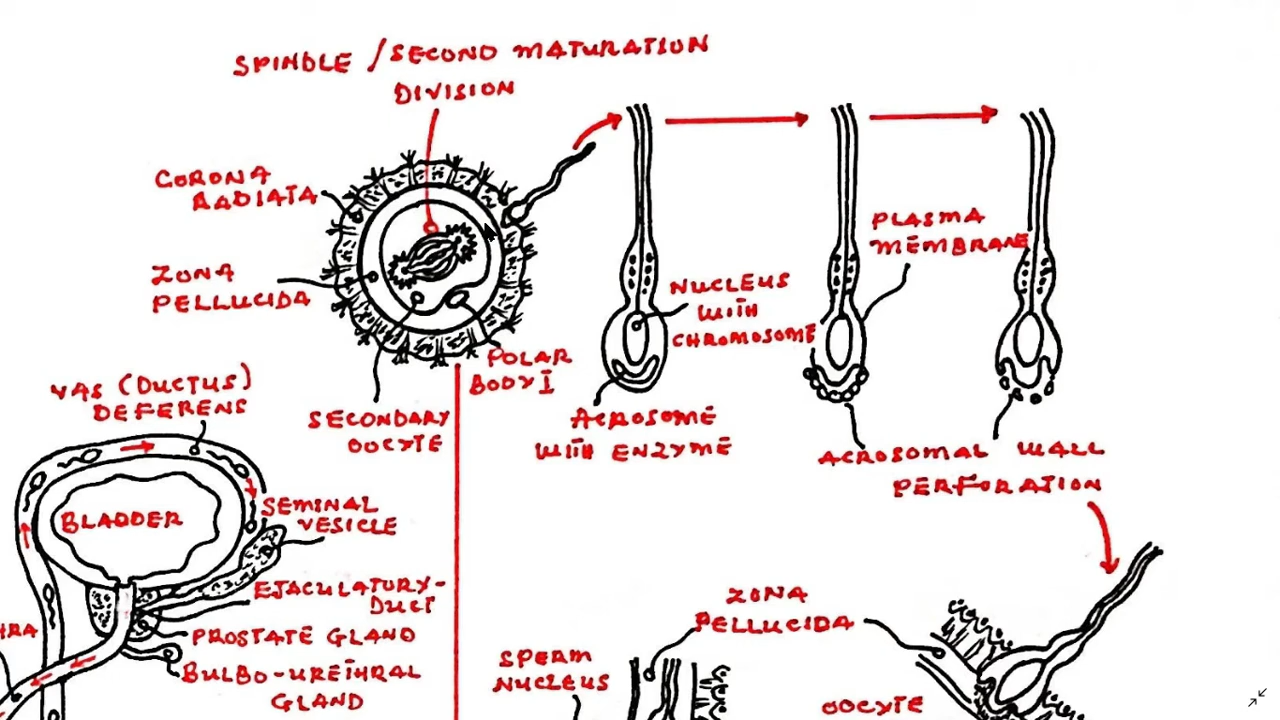 SPINDLE / SECOND MATURATION
DIVISION
CORONA
RADIATA
ZONA
PELLUCIDA
SECONDARY
OOCYTE
POLAR
BODY I
NUCLEUS
WITH
CHROMOSOME
ACROSOME
WITH ENZYME
PLASMA
MEMBRANE
ACROSOMAL WALL
PERFORATION
VAS (DUCTUS)
DEFERENS
BLADDER
SEMINAL
VESICLE
EJACULATORY-
DUCT
PROSTATE GLAND
BULBO-URETHRAL
GLAND
HRA
ZONA
PELLUCIDA
SPERM
NUCLEUS
OOCYTE